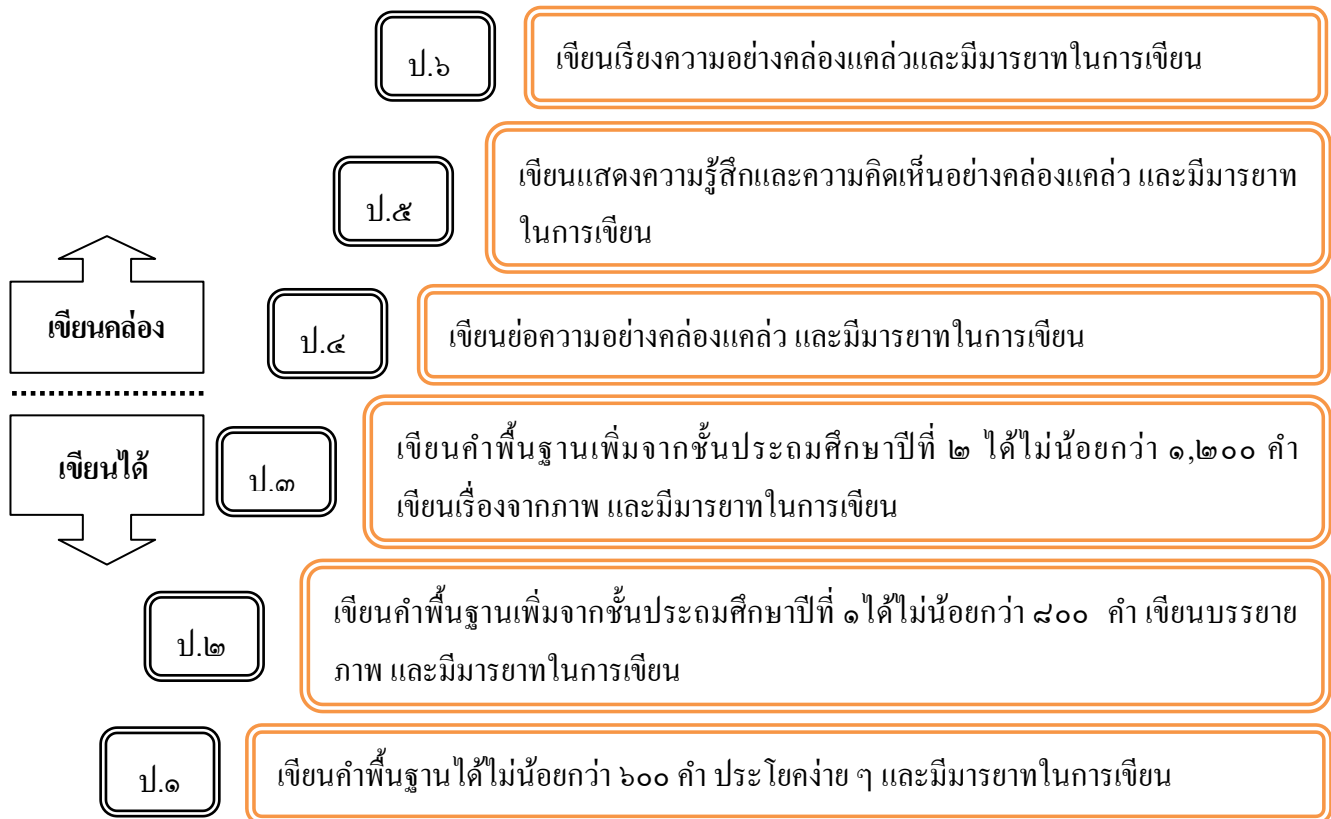 ป.๖
เขียนเรียงความอย่างคล่องแคล่วและมีมารยาทในการเขียน
ป.๕
เขียนแสดงความรู้สึกและความคิดเห็นอย่างคล่องแคล่ว และมีมารยาท
ในการเขียน
เขียนคล่อง
ป.๔
เขียนย่อความอย่างคล่องแคล่ว และมีมารยาทในการเขียน
เขียนได้
ป.๓
เขียนคำพื้นฐานเพิ่มจากชั้นประถมศึกษาปีที่ ๒ ได้ไม่น้อยกว่า ๑,๒๐๐ คำ
เขียนเรื่องจากภาพ และมีมารยาทในการเขียน
ป.๒
เขียนคำพื้นฐานเพิ่มจากชั้นประถมศึกษาปีที่ ๑ได้ไม่น้อยกว่า ๘๐๐ คำ เขียนบรรยาย
ภาพ และมีมารยาทในการเขียน
ป.๑
เขียนคำพื้นฐานได้ไม่น้อยกว่า ๖๐๐ คำ ประโยคง่าย ๆ และมีมารยาทในการเขียน